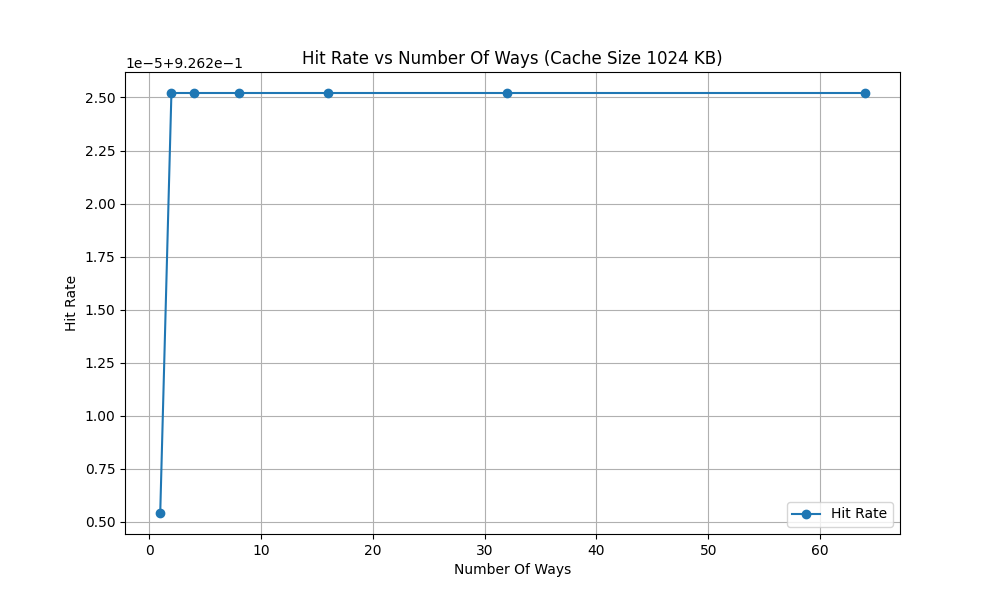 Hit Rate vs Number Of Ways (Cache Size 1024 KB)
1e−5+9.262e−1
2.50
2.25
2.00
1.75
1.50
1.25
1.00
0.75
0.50
Hit Rate
Hit Rate
0 10 20 30 40 50 60
Number Of Ways